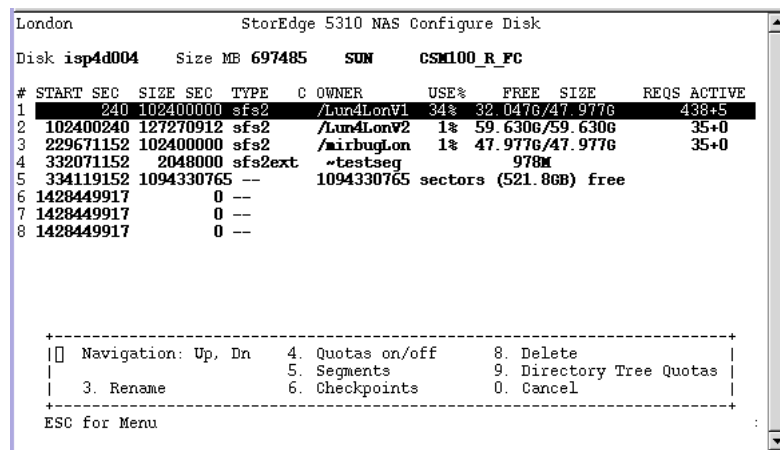 London StorEdge 5310 NAS Configure Disk
Disk isp4d004 Size MB 697485 SUN CSM100_R_FC
# START SEC SIZE SEC TYPE C OWNER USE% FREE SIZE REQS ACTIVE
1 240 102400000 sfs2 /Lun4LonV1 34% 32.047G/47.977G 438+5
2 102400240 127270912 sfs2 /Lun4LonV2 1% 59.630G/59.630G 35+0
3 229671152 102400000 sfs2 /mirbugLon 1% 47.977G/47.977G 35+0
4 332071152 2048000 sfs2ext ~testseg 978M
5 334119152 1094330765 -- 1094330765 sectors (521.8GB) free
6 1428449917 0 --
7 1428449917 0 --
8 1428449917 0 --
Navigation: Up, Dn 4. Quotas on/off 8. Delete
5. Segments 9. Directory Tree Quotas
3. Rename 6. Checkpoints 0. Cancel
ESC for Menu :